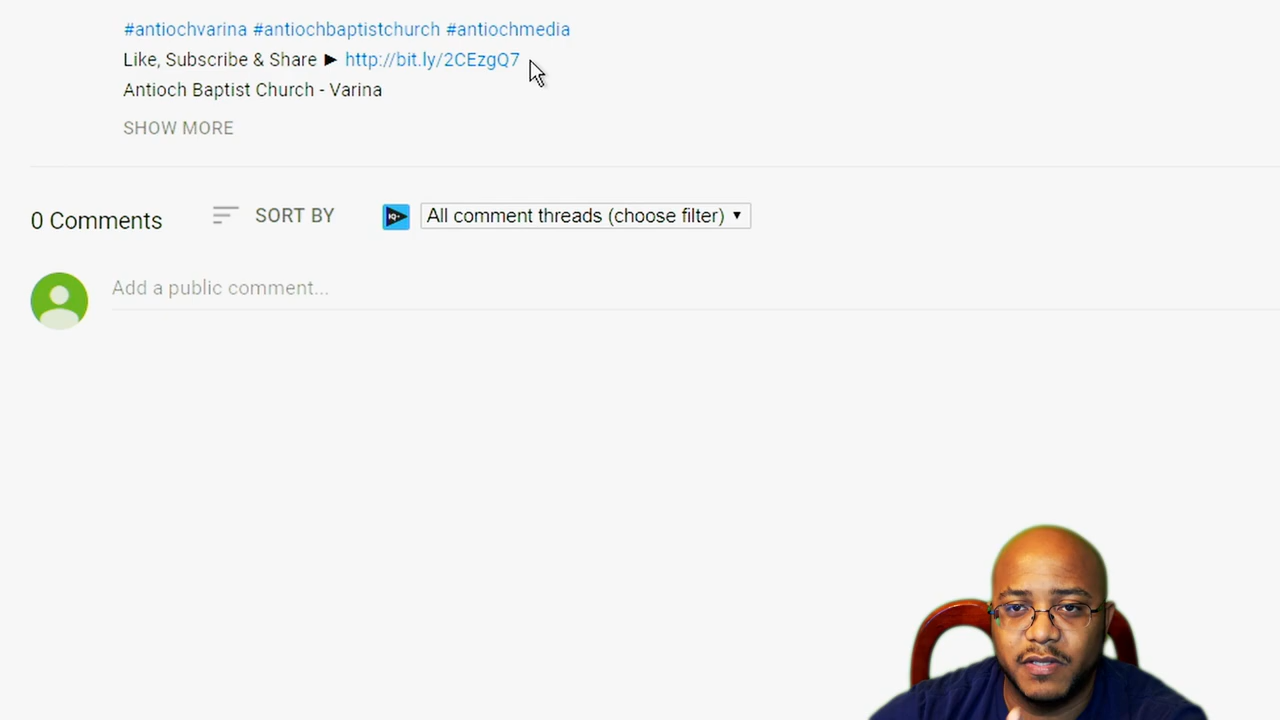 #antiochvarina #antiochbaptistchurch #antiochmedia
Like, Subscribe & Share ► http://bit.ly/2CEzgQ7
Antioch Baptist Church - Varina
SHOW MORE
0 Comments SORT BY IQ+ All comment threads (choose filter) ▼
Add a public comment...